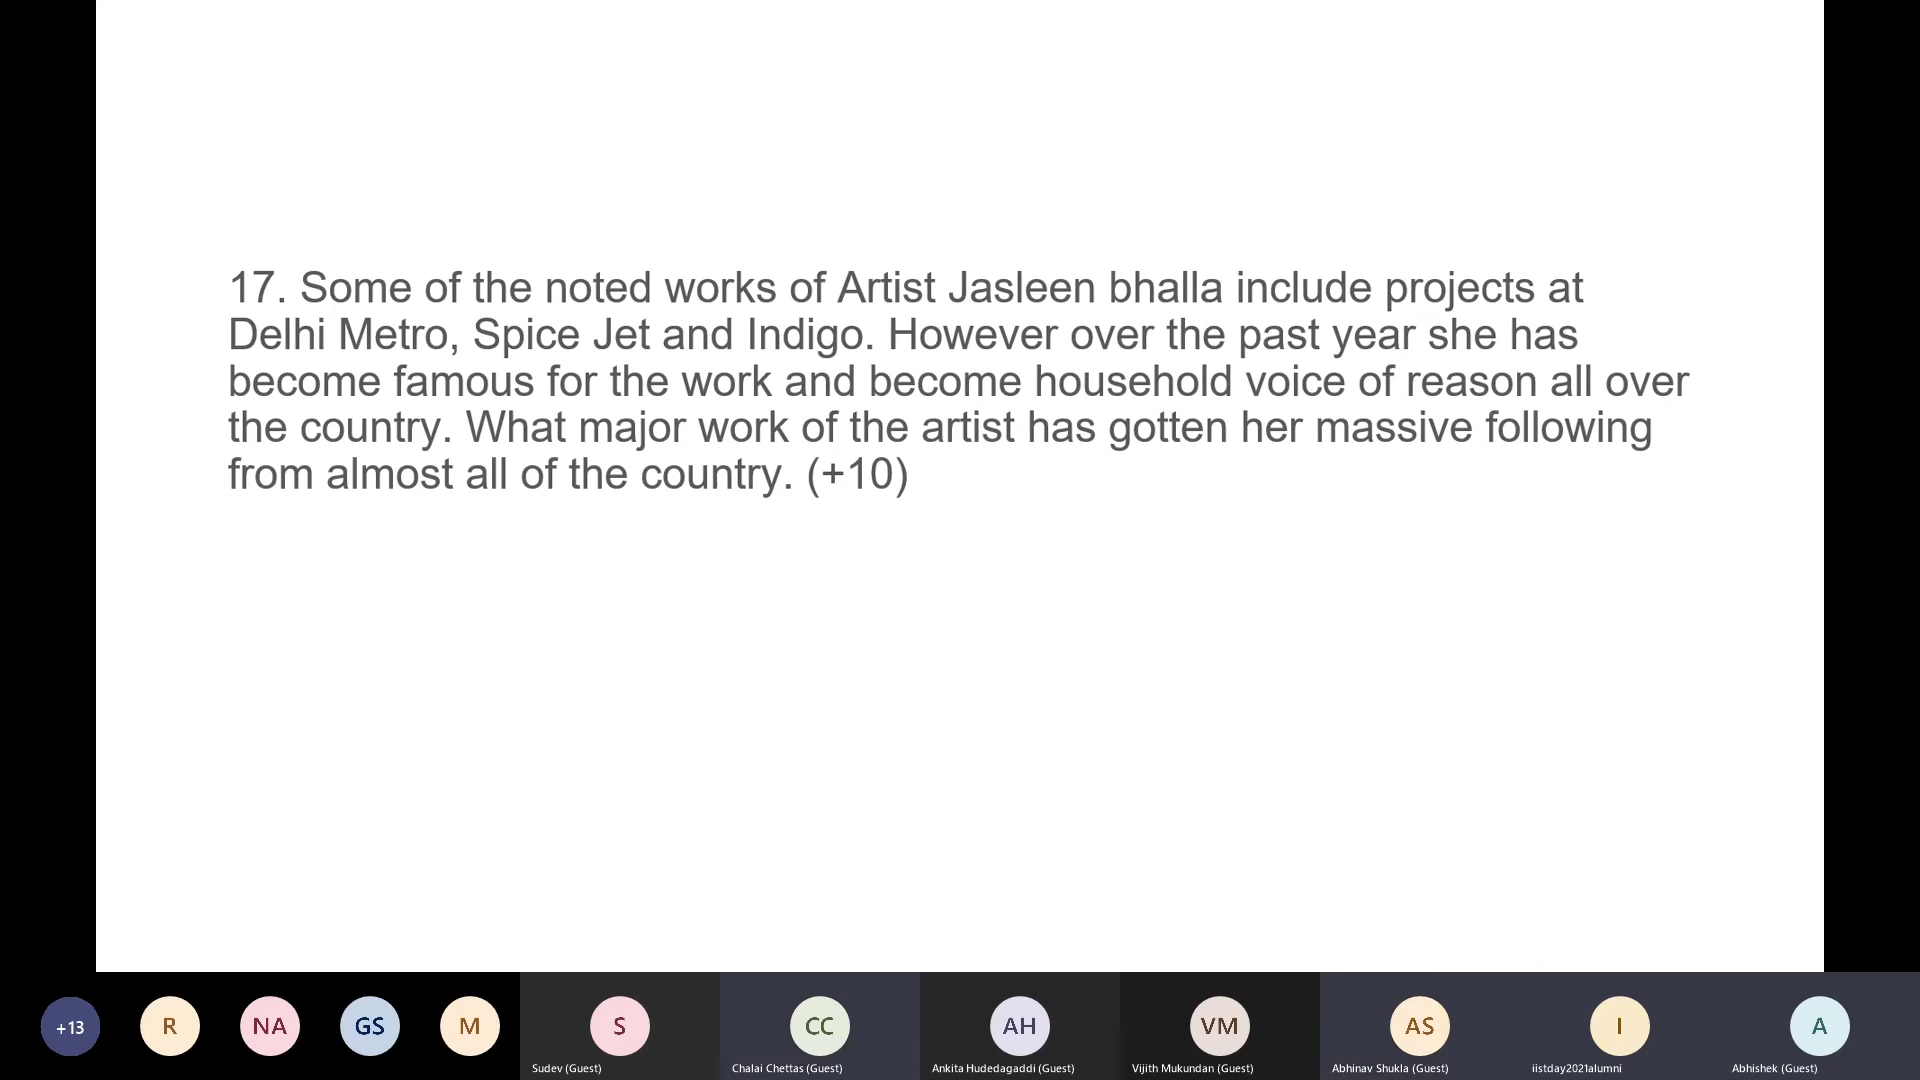 17. Some of the noted works of Artist Jasleen bhalla include projects at
Delhi Metro, Spice Jet and Indigo. However over the past year she has
become famous for the work and become household voice of reason all over
the country. What major work of the artist has gotten her massive following
from almost all of the country. (+10)
+13
R
NA
GS
M
S
CC
AH
VM
AS
I
A
Sudev (Guest)
Chalai Chettas (Guest)
Ankita Hudedagaddi (Guest)
Vijith Mukundan (Guest)
Abhinav Shukla (Guest)
iistday2021alumni
Abhishek (Guest)